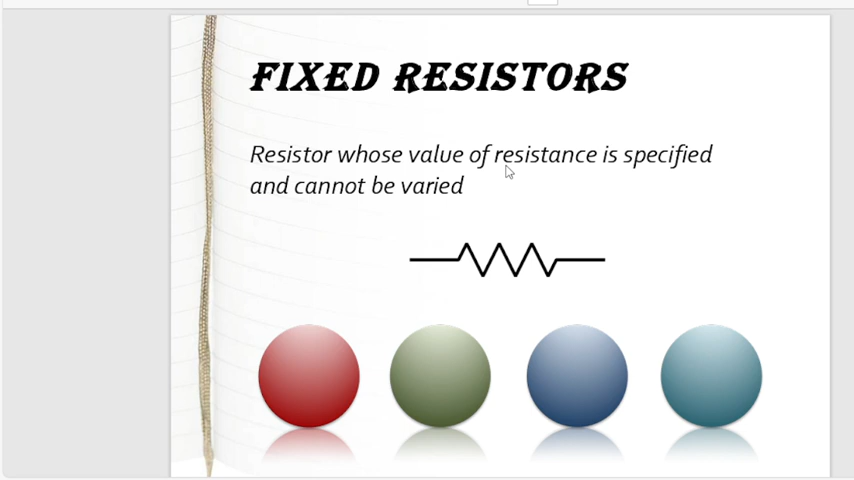 FIXED RESISTORS
Resistor whose value of resistance is specified
and cannot be varied